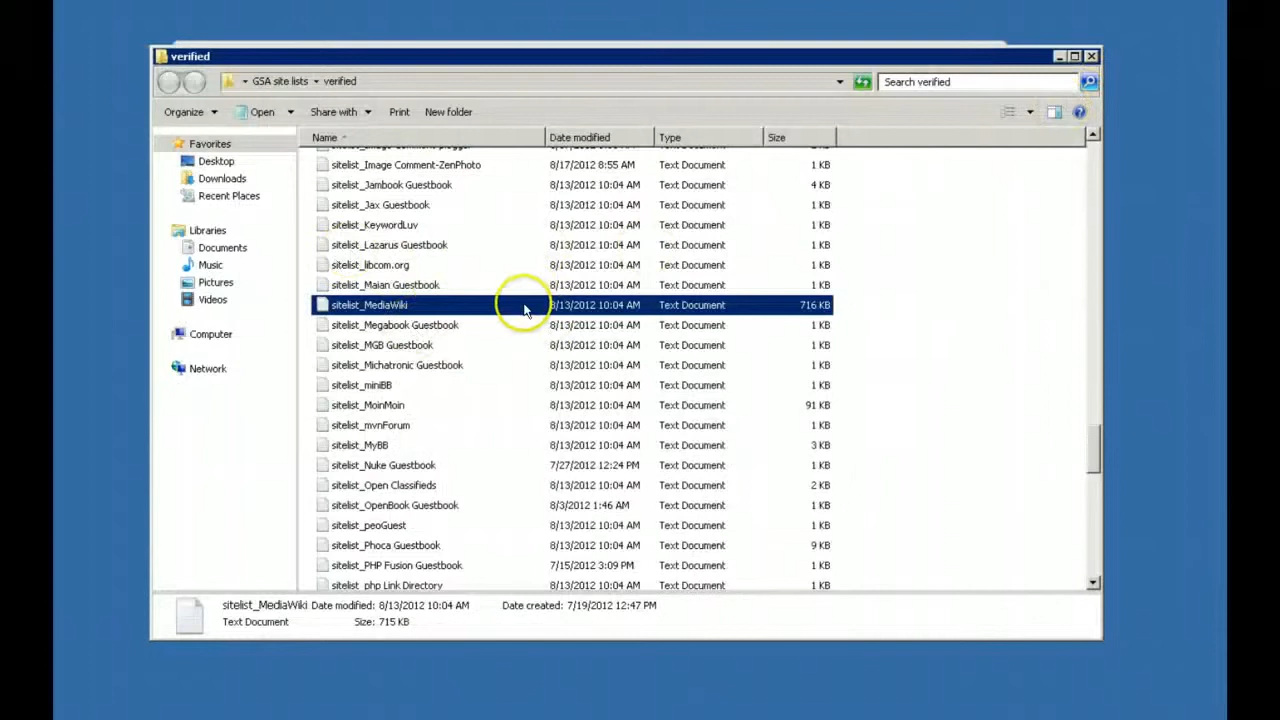 verified
GSA site lists verified
Search verified
Organize Open Share with Print New folder
Name Date modified Type Size
Favorites
Desktop
Downloads
Recent Places
Libraries
Documents
Music
Pictures
Videos
Computer
Network
sitelist_Image Comment-ZenPhoto 8/17/2012 8:55 AM Text Document 1 KB
sitelist_Jambook Guestbook 8/13/2012 10:04 AM Text Document 4 KB
sitelist_Jax Guestbook 8/13/2012 10:04 AM Text Document 1 KB
sitelist_KeywordLuv 8/13/2012 10:04 AM Text Document 1 KB
sitelist_Lazarus Guestbook 8/13/2012 10:04 AM Text Document 1 KB
sitelist_libcom.org 8/13/2012 10:04 AM Text Document 1 KB
sitelist_Maian Guestbook 8/13/2012 10:04 AM Text Document 1 KB
sitelist_MediaWiki 8/13/2012 10:04 AM Text Document 716 KB
sitelist_Megabook Guestbook 8/13/2012 10:04 AM Text Document 1 KB
sitelist_MGB Guestbook 8/13/2012 10:04 AM Text Document 1 KB
sitelist_Michatronic Guestbook 8/13/2012 10:04 AM Text Document 1 KB
sitelist_miniBB 8/13/2012 10:04 AM Text Document 1 KB
sitelist_MoinMoin 8/13/2012 10:04 AM Text Document 91 KB
sitelist_mvnForum 8/13/2012 10:04 AM Text Document 1 KB
sitelist_MyBB 8/13/2012 10:04 AM Text Document 3 KB
sitelist_Nuke Guestbook 7/27/2012 12:24 PM Text Document 1 KB
sitelist_Open Classifieds 8/13/2012 10:04 AM Text Document 2 KB
sitelist_OpenBook Guestbook 8/3/2012 1:46 AM Text Document 1 KB
sitelist_peoGuest 8/13/2012 10:04 AM Text Document 1 KB
sitelist_Phoca Guestbook 8/13/2012 10:04 AM Text Document 9 KB
sitelist_PHP Fusion Guestbook 7/15/2012 3:09 PM Text Document 1 KB
sitelist_php Link Directory 8/13/2012 10:04 AM Text Document 1 KB
sitelist_MediaWiki Date modified: 8/13/2012 10:04 AM Date created: 7/19/2012 12:47 PM
Text Document Size: 715 KB